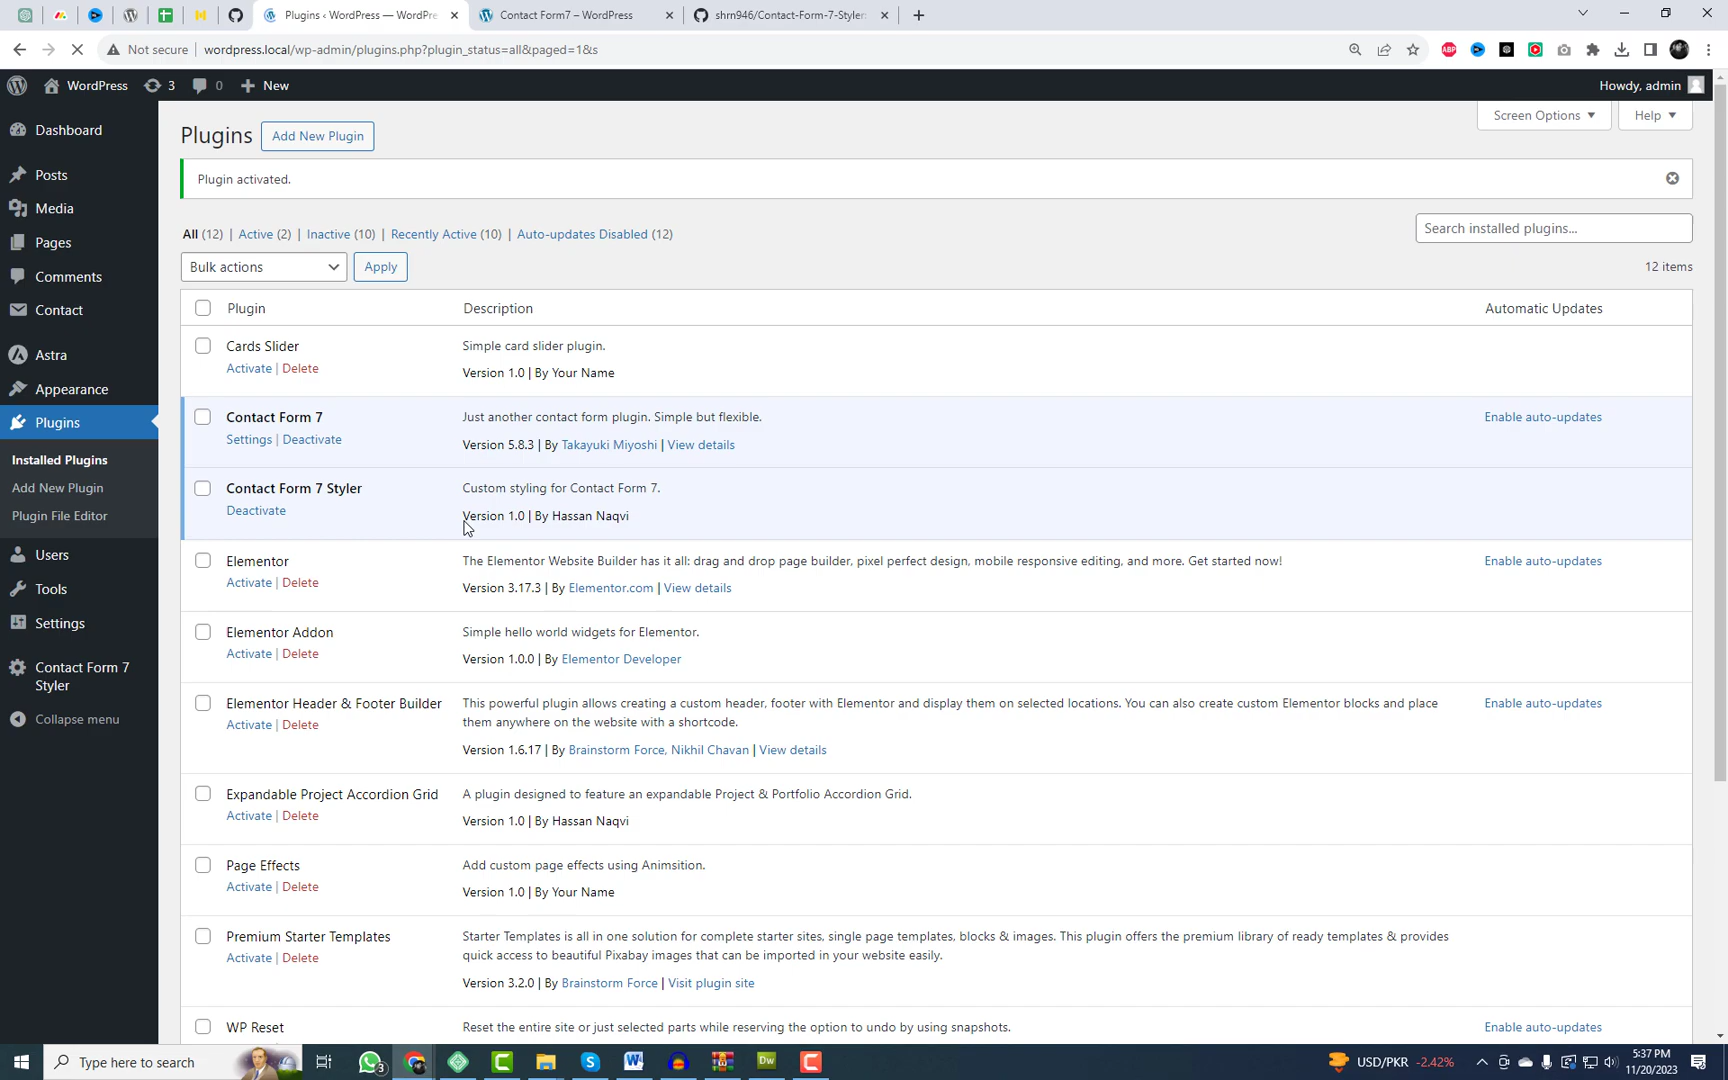 Plugins ‹ WordPress — WordPre
Contact Form7 – WordPress
shrn946/Contact-Form-7-Styler:
Not secure
wordpress.local/wp-admin/plugins.php?plugin_status=all&paged=1&s
ABP
WordPress
3
0
New
Howdy, admin
Dashboard
Posts
Media
Pages
Comments
Contact
Astra
Appearance
Plugins
Installed Plugins
Add New Plugin
Plugin File Editor
Users
Tools
Settings
Contact Form 7
Styler
Collapse menu
Screen Options
Help
Plugins
Add New Plugin
Plugin activated.
All (12) | Active (2) | Inactive (10) | Recently Active (10) | Auto-updates Disabled (12)
Search installed plugins...
Bulk actions
Apply
12 items
Plugin
Description
Automatic Updates
Cards Slider
Activate | Delete
Simple card slider plugin.
Version 1.0 | By Your Name
Contact Form 7
Settings | Deactivate
Just another contact form plugin. Simple but flexible.
Version 5.8.3 | By Takayuki Miyoshi | View details
Enable auto-updates
Contact Form 7 Styler
Deactivate
Custom styling for Contact Form 7.
Version 1.0 | By Hassan Naqvi
Elementor
Activate | Delete
The Elementor Website Builder has it all: drag and drop page builder, pixel perfect design, mobile responsive editing, and more. Get started now!
Version 3.17.3 | By Elementor.com | View details
Enable auto-updates
Elementor Addon
Activate | Delete
Simple hello world widgets for Elementor.
Version 1.0.0 | By Elementor Developer
Elementor Header & Footer Builder
Activate | Delete
This powerful plugin allows creating a custom header, footer with Elementor and display them on selected locations. You can also create custom Elementor blocks and place
them anywhere on the website with a shortcode.
Version 1.6.17 | By Brainstorm Force, Nikhil Chavan | View details
Enable auto-updates
Expandable Project Accordion Grid
Activate | Delete
A plugin designed to feature an expandable Project & Portfolio Accordion Grid.
Version 1.0 | By Hassan Naqvi
Page Effects
Activate | Delete
Add custom page effects using Animsition.
Version 1.0 | By Your Name
Premium Starter Templates
Activate | Delete
Starter Templates is all in one solution for complete starter sites, single page templates, blocks & images. This plugin offers the premium library of ready templates & provides
quick access to beautiful Pixabay images that can be imported in your website easily.
Version 3.2.0 | By Brainstorm Force | Visit plugin site
WP Reset
Reset the entire site or just selected parts while reserving the option to undo by using snapshots.
Enable auto-updates
Type here to search
3
Dw
USD/PKR -2.42%
5:37 PM
11/20/2023